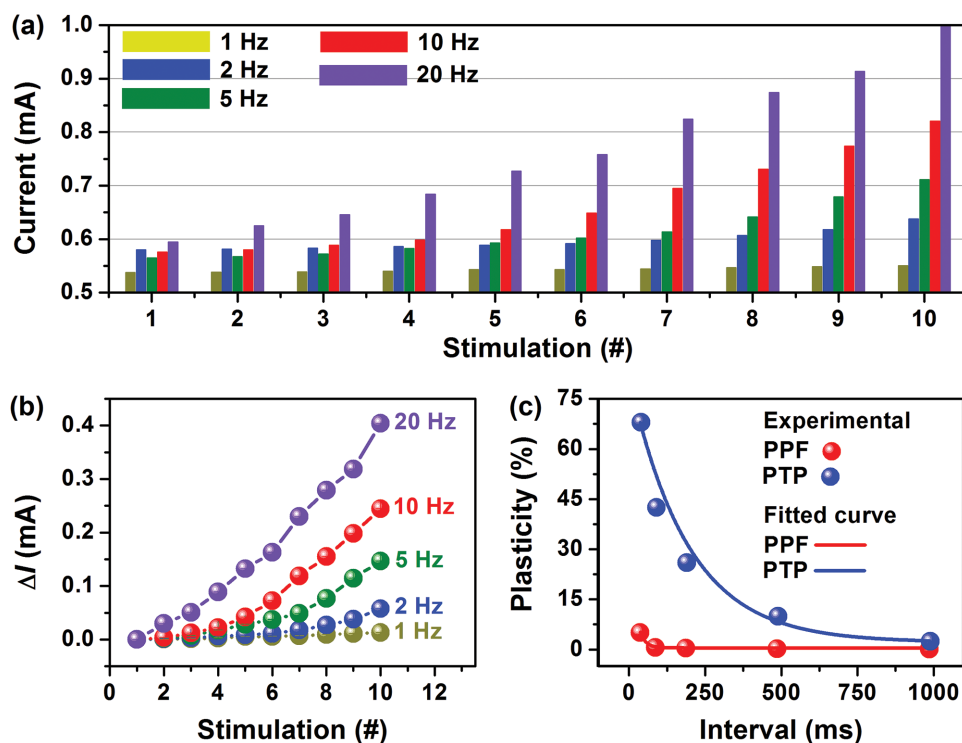 (a)
1.0
0.9
0.8
0.7
0.6
0.5
Current (mA)
1 Hz
2 Hz
5 Hz
10 Hz
20 Hz
1 2 3 4 5 6 7 8 9 10
Stimulation (#)
(b)
0.4
0.3
0.2
0.1
0.0
ΔI (mA)
20 Hz
10 Hz
5 Hz
2 Hz
1 Hz
0 2 4 6 8 10 12
Stimulation (#)
(c)
75
60
45
30
15
0
Plasticity (%)
Experimental
PPF
PTP
Fitted curve
PPF
PTP
0 250 500 750 1000
Interval (ms)